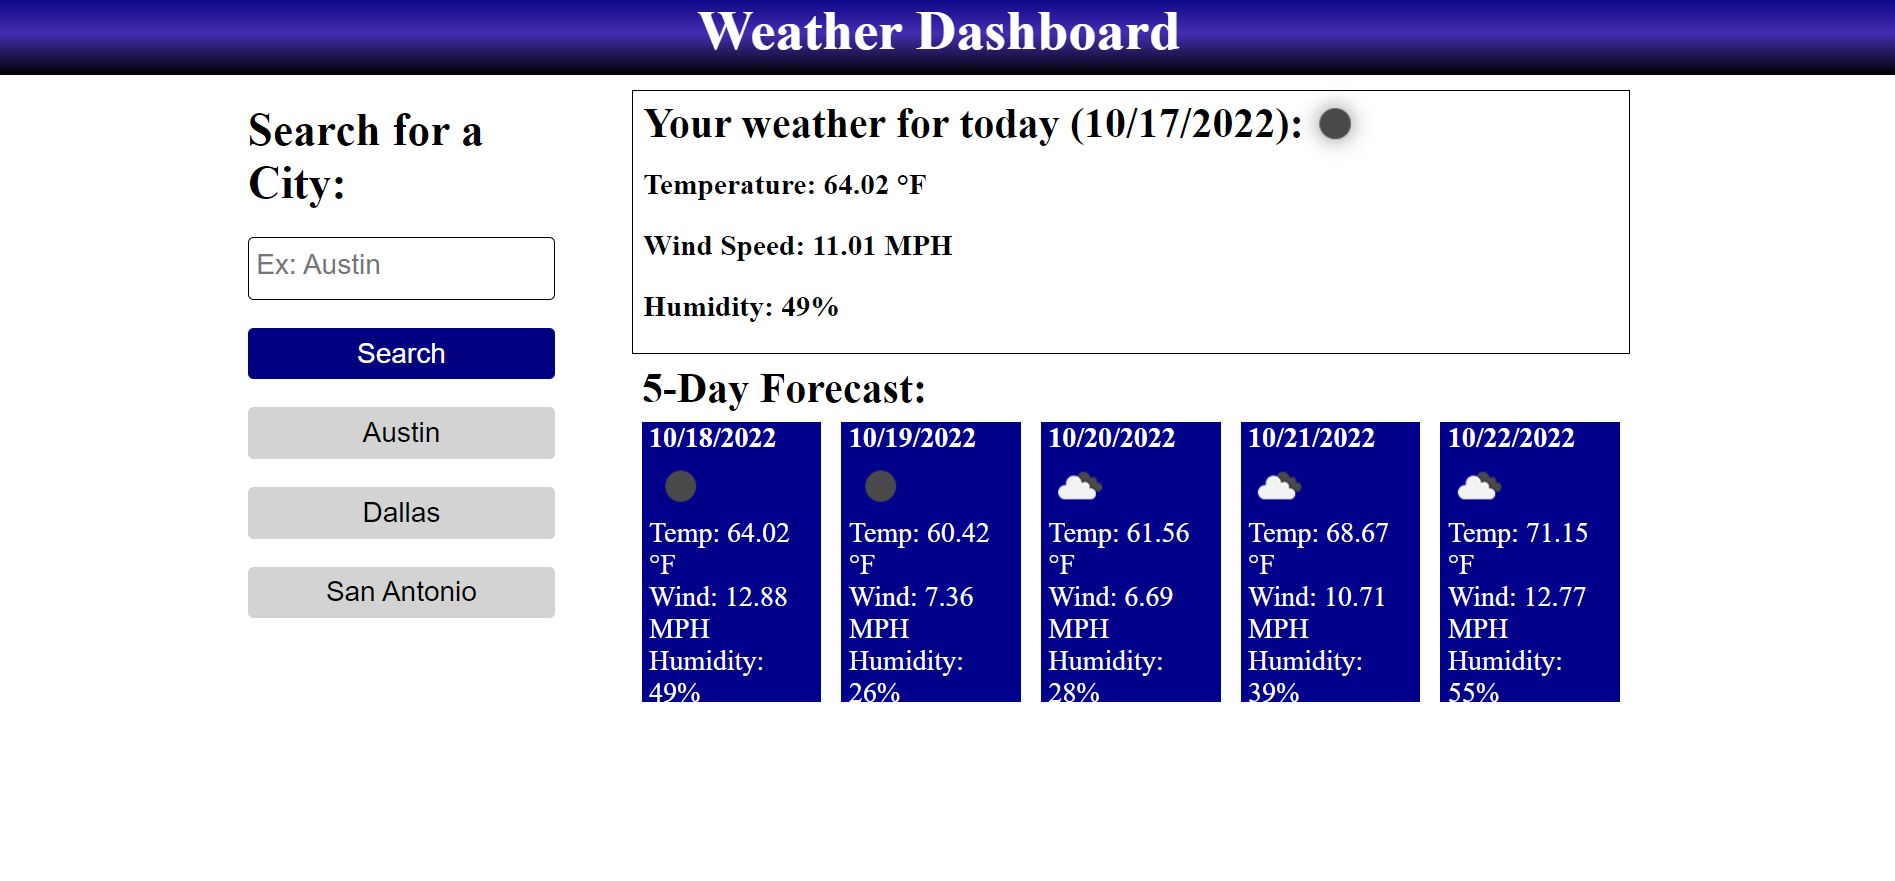 Weather Dashboard
Search for a
City:
Ex: Austin
Search
Austin
Dallas
San Antonio
Your weather for today (10/17/2022):
Temperature: 64.02 °F
Wind Speed: 11.01 MPH
Humidity: 49%
5-Day Forecast:
10/18/2022
Temp: 64.02
°F
Wind: 12.88
MPH
Humidity:
49%
10/19/2022
Temp: 60.42
°F
Wind: 7.36
MPH
Humidity:
26%
10/20/2022
Temp: 61.56
°F
Wind: 6.69
MPH
Humidity:
28%
10/21/2022
Temp: 68.67
°F
Wind: 10.71
MPH
Humidity:
39%
10/22/2022
Temp: 71.15
°F
Wind: 12.77
MPH
Humidity:
55%